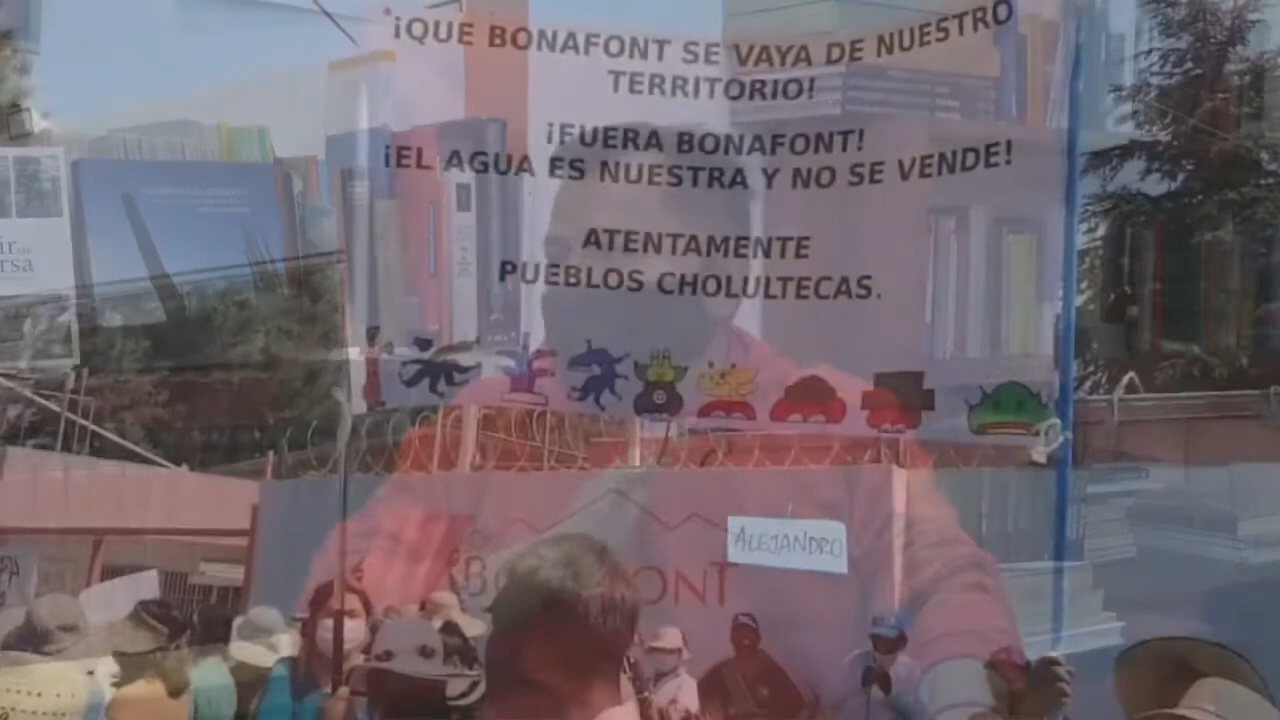 ¡QUE BONAFONT SE VAYA DE NUESTRO
TERRITORIO!
¡FUERA BONAFONT!
¡EL AGUA ES NUESTRA Y NO SE VENDE!
ATENTAMENTE
PUEBLOS CHOLULTECAS.
ALEJANDRO